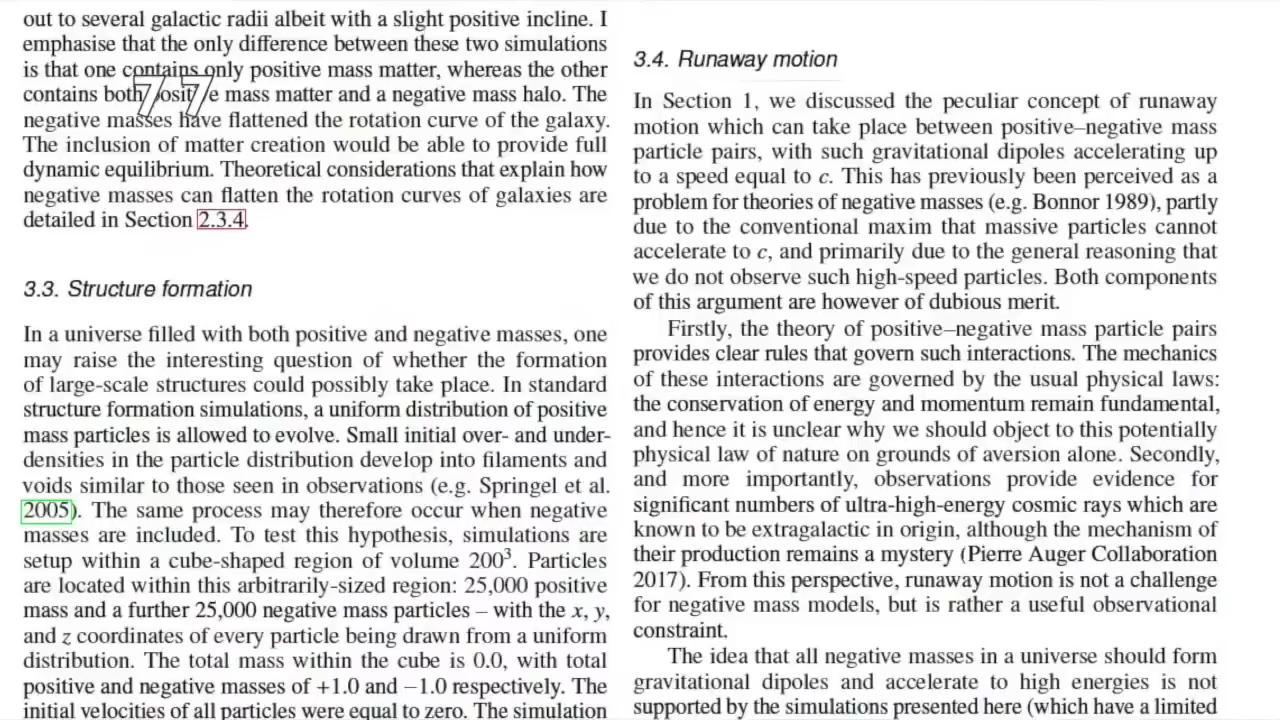 out to several galactic radii albeit with a slight positive incline. I
emphasise that the only difference between these two simulations
is that one contains only positive mass matter, whereas the other
contains both positive mass matter and a negative mass halo. The
77
negative masses have flattened the rotation curve of the galaxy.
The inclusion of matter creation would be able to provide full
dynamic equilibrium. Theoretical considerations that explain how
negative masses can flatten the rotation curves of galaxies are
detailed in Section 2.3.4.
3.3. Structure formation
In a universe filled with both positive and negative masses, one
may raise the interesting question of whether the formation
of large-scale structures could possibly take place. In standard
structure formation simulations, a uniform distribution of positive
mass particles is allowed to evolve. Small initial over- and under-
densities in the particle distribution develop into filaments and
voids similar to those seen in observations (e.g. Springel et al.
2005). The same process may therefore occur when negative
masses are included. To test this hypothesis, simulations are
setup within a cube-shaped region of volume 200³. Particles
are located within this arbitrarily-sized region: 25,000 positive
mass and a further 25,000 negative mass particles – with the x, y,
and z coordinates of every particle being drawn from a uniform
distribution. The total mass within the cube is 0.0, with total
positive and negative masses of +1.0 and −1.0 respectively. The
initial velocities of all particles were equal to zero. The simulation
3.4. Runaway motion
In Section 1, we discussed the peculiar concept of runaway
motion which can take place between positive–negative mass
particle pairs, with such gravitational dipoles accelerating up
to a speed equal to c. This has previously been perceived as a
problem for theories of negative masses (e.g. Bonnor 1989), partly
due to the conventional maxim that massive particles cannot
accelerate to c, and primarily due to the general reasoning that
we do not observe such high-speed particles. Both components
of this argument are however of dubious merit.
Firstly, the theory of positive–negative mass particle pairs
provides clear rules that govern such interactions. The mechanics
of these interactions are governed by the usual physical laws:
the conservation of energy and momentum remain fundamental,
and hence it is unclear why we should object to this potentially
physical law of nature on grounds of aversion alone. Secondly,
and more importantly, observations provide evidence for
significant numbers of ultra-high-energy cosmic rays which are
known to be extragalactic in origin, although the mechanism of
their production remains a mystery (Pierre Auger Collaboration
2017). From this perspective, runaway motion is not a challenge
for negative mass models, but is rather a useful observational
constraint.
The idea that all negative masses in a universe should form
gravitational dipoles and accelerate to high energies is not
supported by the simulations presented here (which have a limited